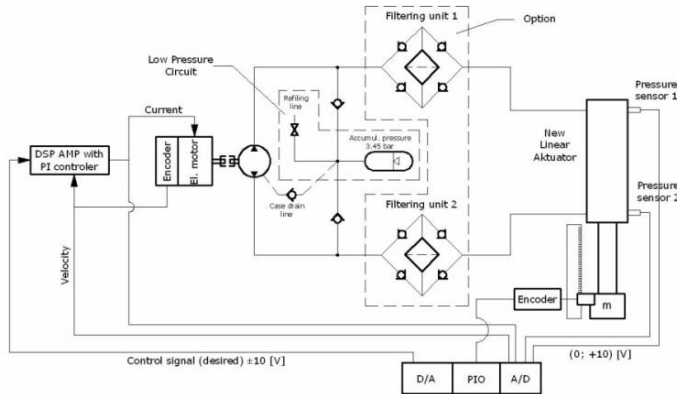 Filtering unit 1
Option
Low Pressure
Circuit
Refiling
line
Pressure
sensor 1
Current
Accumul. pressure
3.45 bar
New
Linear
Aktuator
DSP AMP with
PI controler
Encoder
El. motor
Case drain
line
Filtering unit 2
Pressure
sensor 2
Velocity
Encoder
m
Control signal (desired) ±10 [V]
(0; +10) [V]
D/A
PIO
A/D